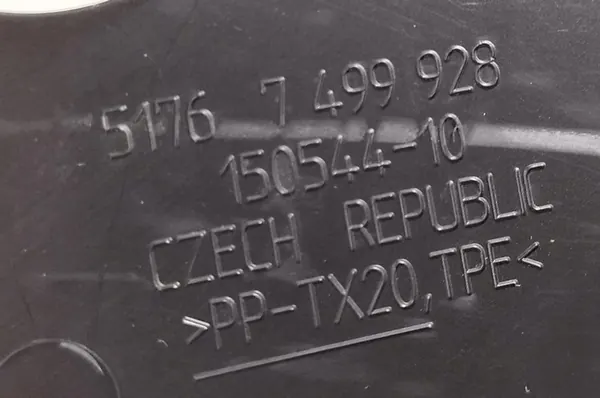 5176 7 499 928
150544-10
CZECH REPUBLIC
>PP-TX20,TPE<